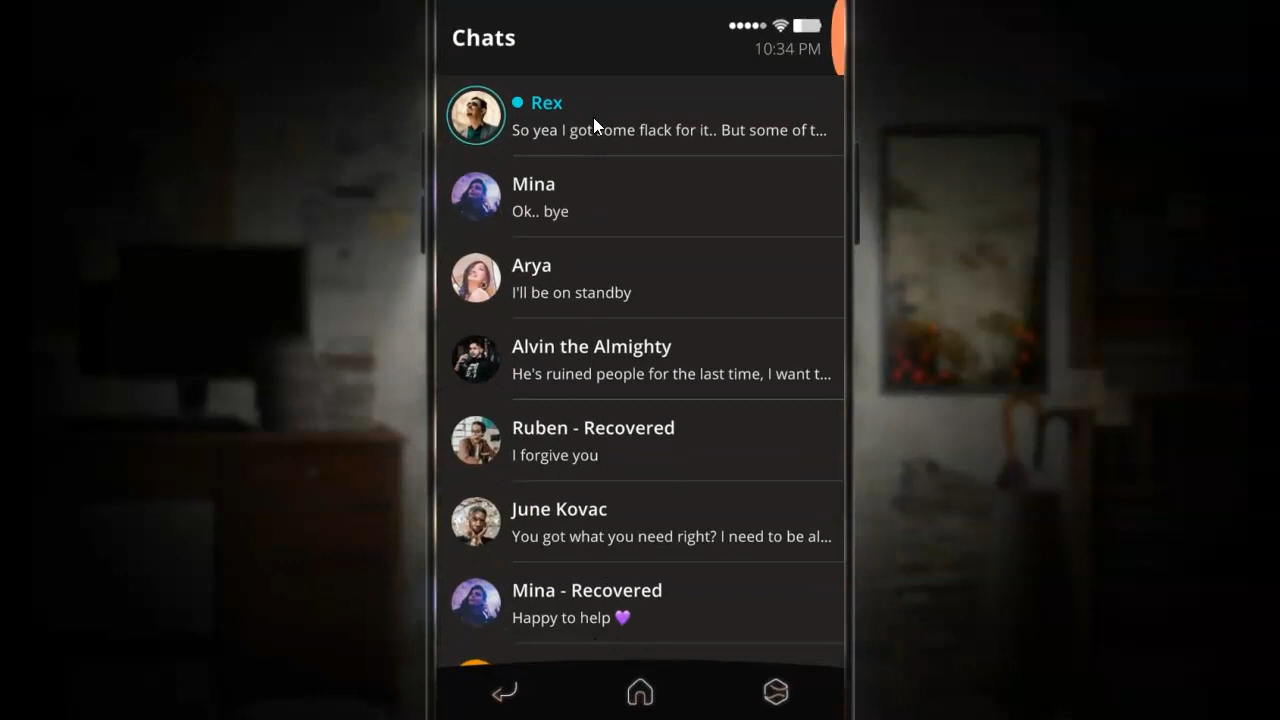 Chats
10:34 PM
Rex
So yea I got some flack for it.. But some of t...
Mina
Ok.. bye
Arya
I'll be on standby
Alvin the Almighty
He's ruined people for the last time, I want t...
Ruben - Recovered
I forgive you
June Kovac
You got what you need right? I need to be al...
Mina - Recovered
Happy to help 💜